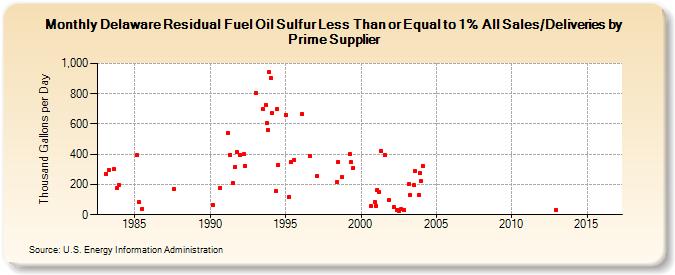 Monthly Delaware Residual Fuel Oil Sulfur Less Than or Equal to 1% All Sales/Deliveries by
Prime Supplier
Thousand Gallons per Day
1,000
800
600
400
200
0
1985 1990 1995 2000 2005 2010 2015
Source: U.S. Energy Information Administration